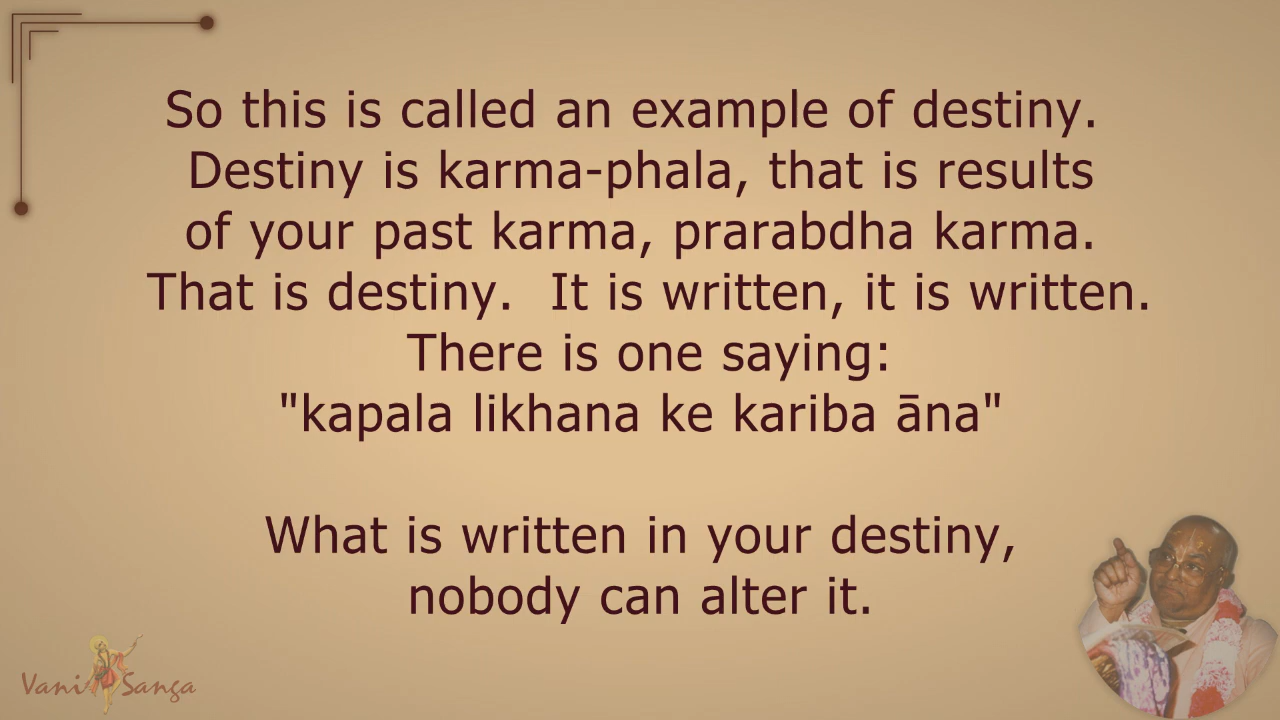 So this is called an example of destiny.
Destiny is karma-phala, that is results
of your past karma, prarabdha karma.
That is destiny.  It is written, it is written.
There is one saying:
"kapala likhana ke kariba āna"
What is written in your destiny,
nobody can alter it.
Vani Sanga